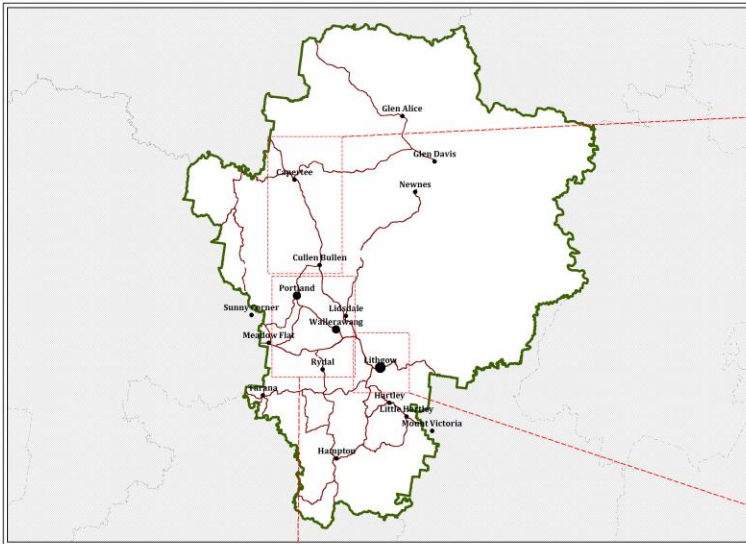 Glen Alice
Glen Davis
Capertee
Newnes
Cullen Bullen
Portland
Sunny Corner
Lidsdale
Wallerawang
Meadow Flat
Rydal
Lithgow
Tarana
Hartley
Little Hartley
Mount Victoria
Hampton